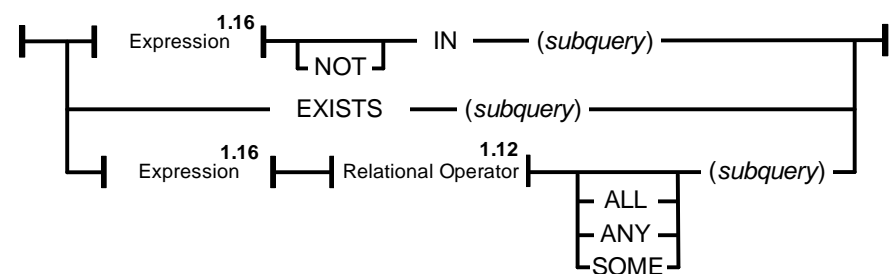 1.16
Expression IN (subquery)
NOT
EXISTS (subquery)
1.16 1.12
Expression Relational Operator (subquery)
ALL
ANY
SOME